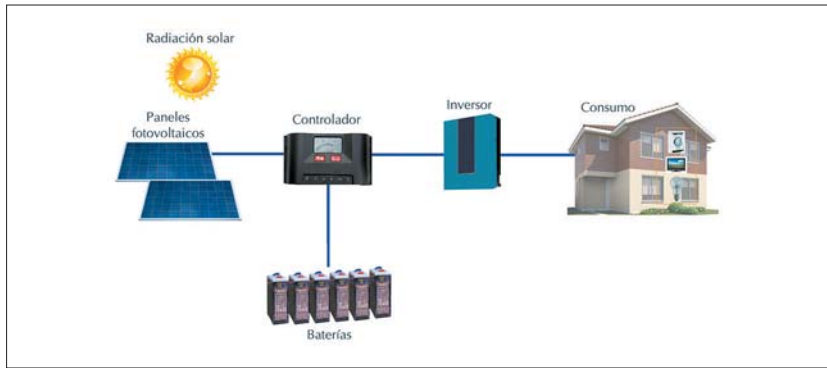 Radiación solar
Paneles
fotovoltaicos
Controlador
Inversor
Consumo
Baterías